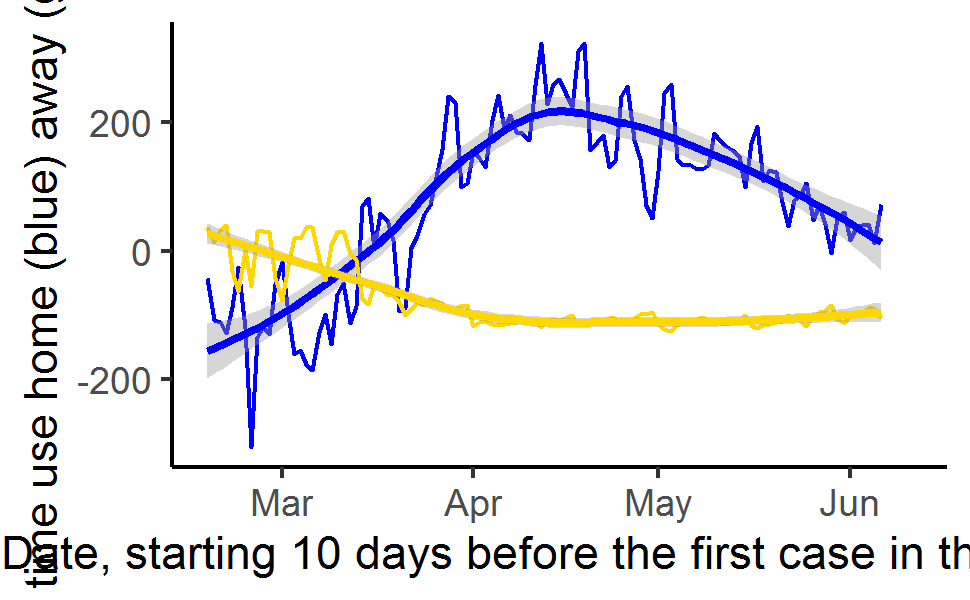 time use home (blue) away (
200
0
-200
Mar Apr May Jun
Date, starting 10 days before the first case in th